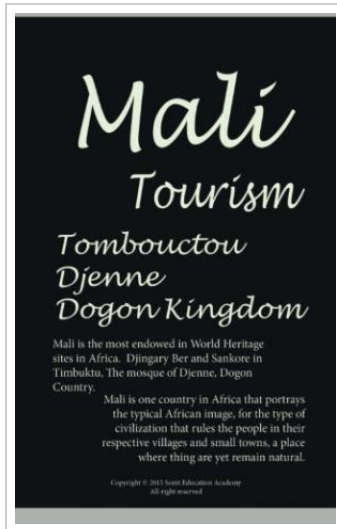 Mali
Tourism
Tombouctou
Djenne
Dogon Kingdom
Mali is the most endowed in World Heritage
sites in Africa. Djingary Ber and Sankore in
Timbuktu, The mosque of Djenne, Dogon
Country.
Mali is one country in Africa that portrays
the typical African image, for the type of
civilization that rules the people in their
respective villages and small towns, a place
where thing are yet remain natural.
Copyright © 2015 Scott Education Academy
All right reserved